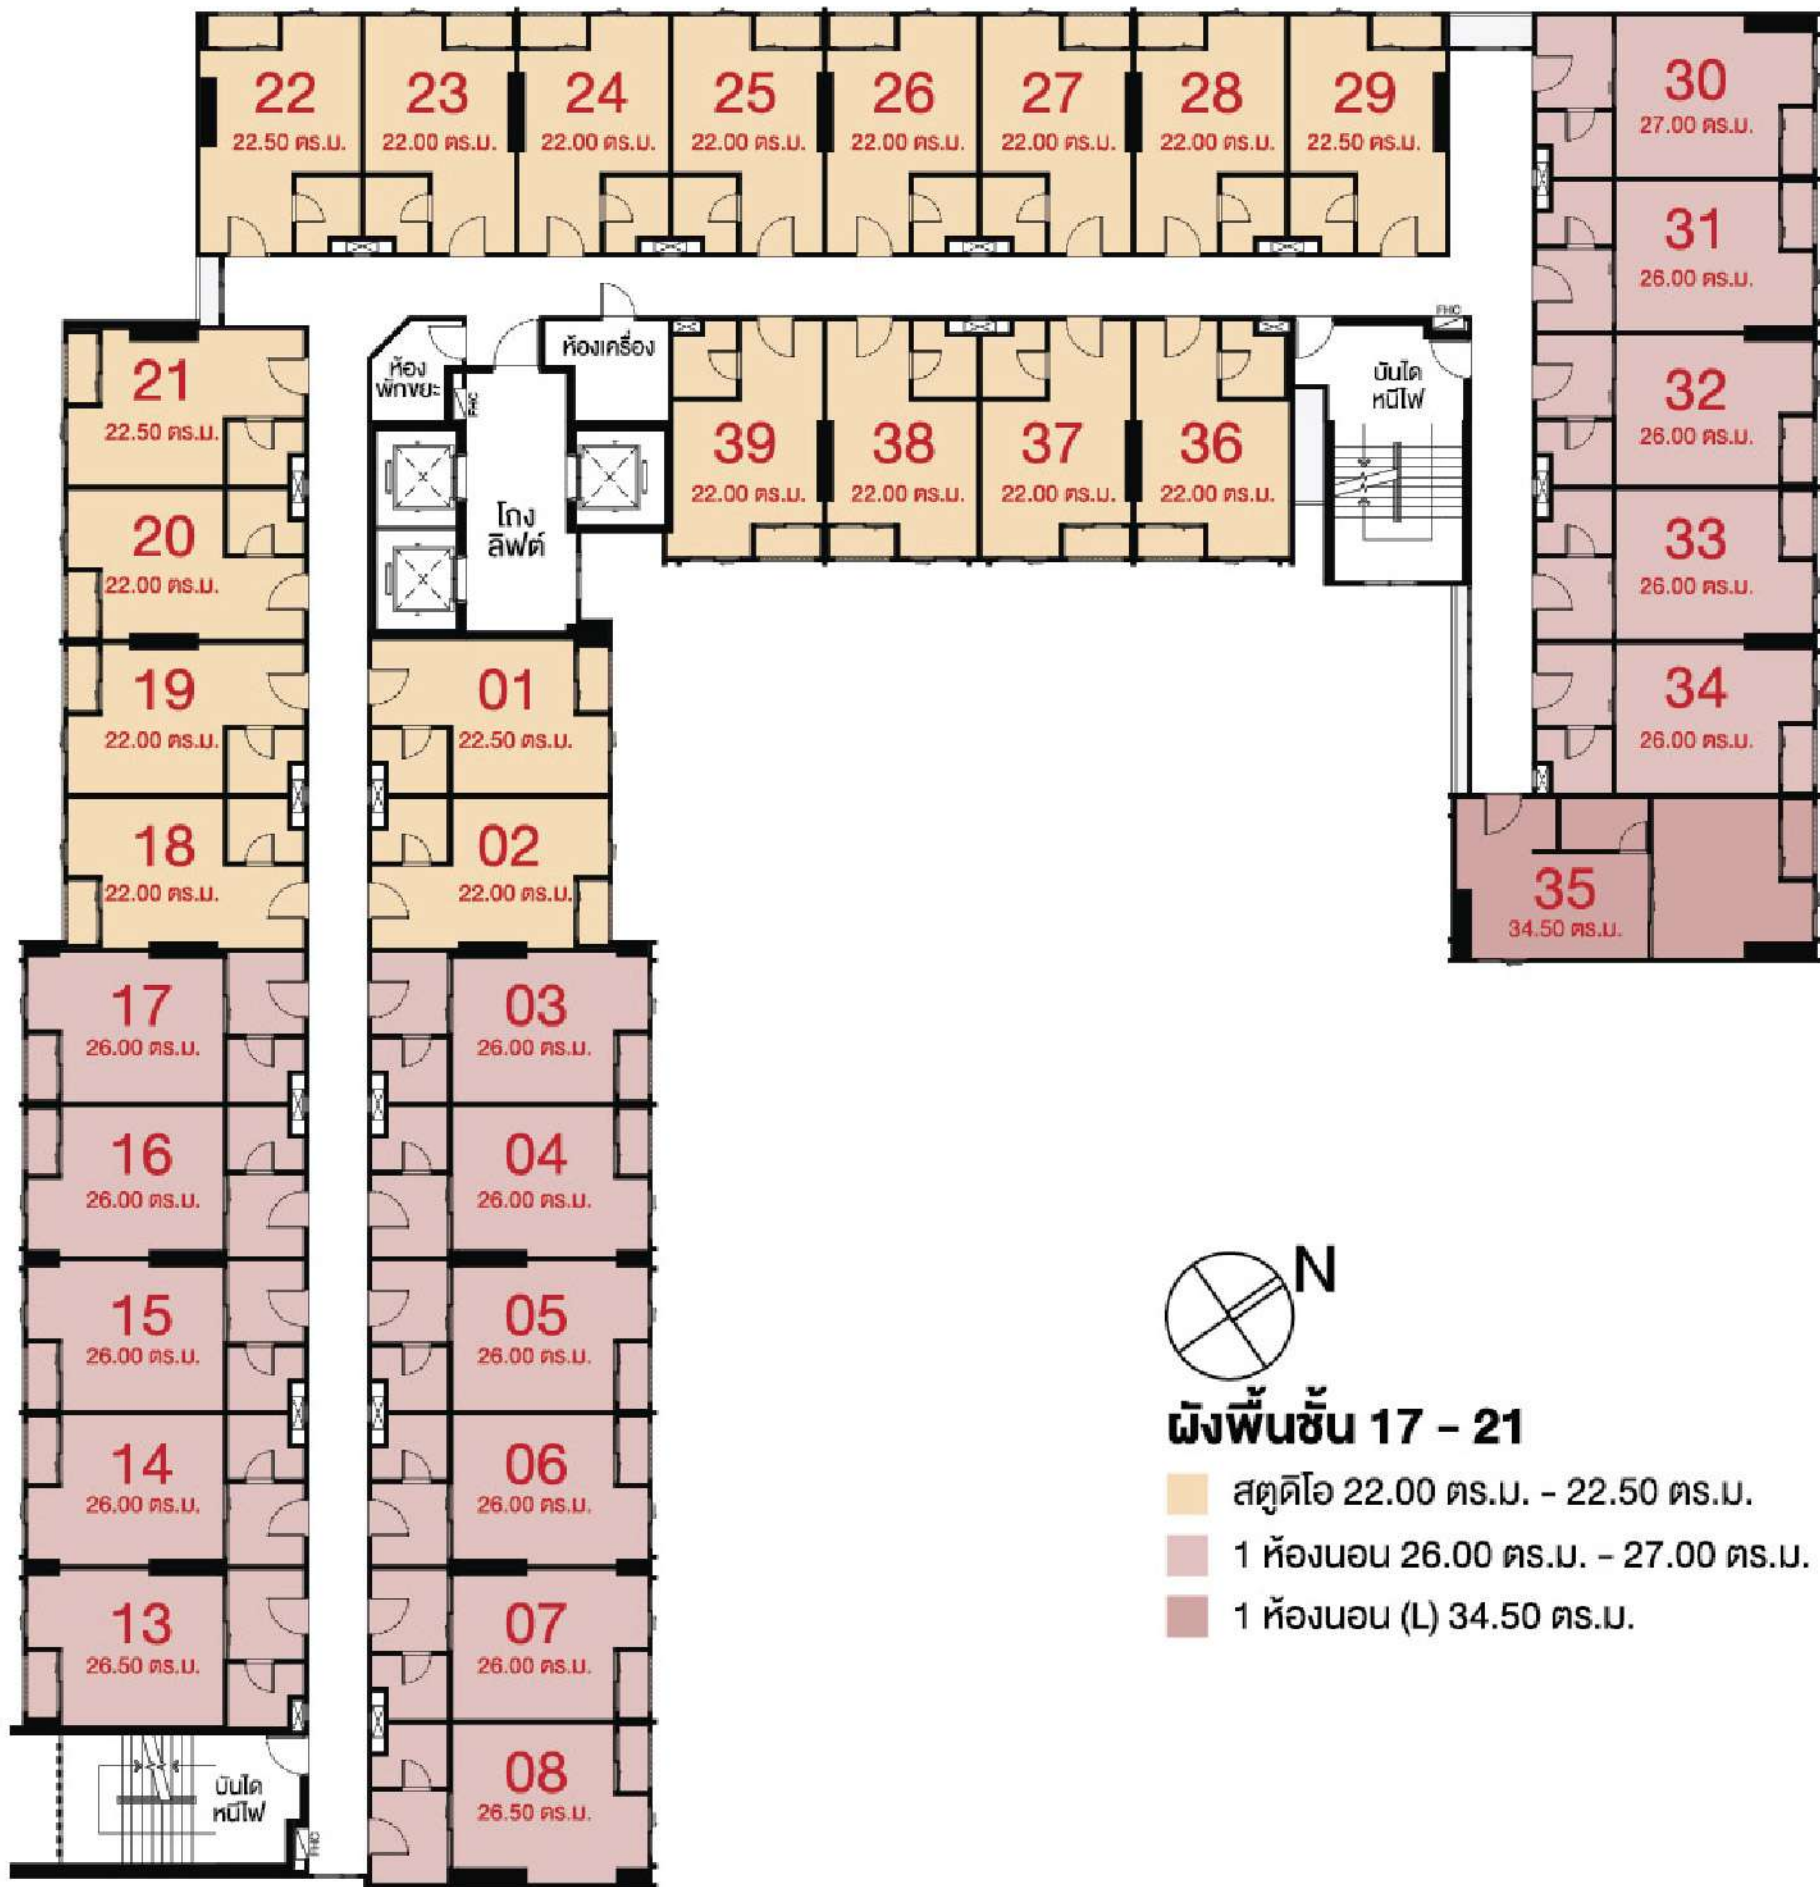 22
22.50 ตร.ม.
23
22.00 ตร.ม.
24
22.00 ตร.ม.
25
22.00 ตร.ม.
26
22.00 ตร.ม.
27
22.00 ตร.ม.
28
22.00 ตร.ม.
29
22.50 ตร.ม.
30
27.00 ตร.ม.
31
26.00 ตร.ม.
32
26.00 ตร.ม.
33
26.00 ตร.ม.
34
26.00 ตร.ม.
35
34.50 ตร.ม.
FHC
บันได
หนีไฟ
36
22.00 ตร.ม.
37
22.00 ตร.ม.
38
22.00 ตร.ม.
39
22.00 ตร.ม.
ห้องเครื่อง
ห้อง
พักขยะ
FHC
โถง
ลิฟต์
21
22.50 ตร.ม.
20
22.00 ตร.ม.
19
22.00 ตร.ม.
18
22.00 ตร.ม.
01
22.50 ตร.ม.
02
22.00 ตร.ม.
17
26.00 ตร.ม.
03
26.00 ตร.ม.
16
26.00 ตร.ม.
04
26.00 ตร.ม.
15
26.00 ตร.ม.
05
26.00 ตร.ม.
14
26.00 ตร.ม.
06
26.00 ตร.ม.
13
26.50 ตร.ม.
07
26.00 ตร.ม.
08
26.50 ตร.ม.
บันได
หนีไฟ
FHC
N
ผังพื้นชั้น 17 - 21
สตูดิโอ 22.00 ตร.ม. - 22.50 ตร.ม.
1 ห้องนอน 26.00 ตร.ม. - 27.00 ตร.ม.
1 ห้องนอน (L) 34.50 ตร.ม.